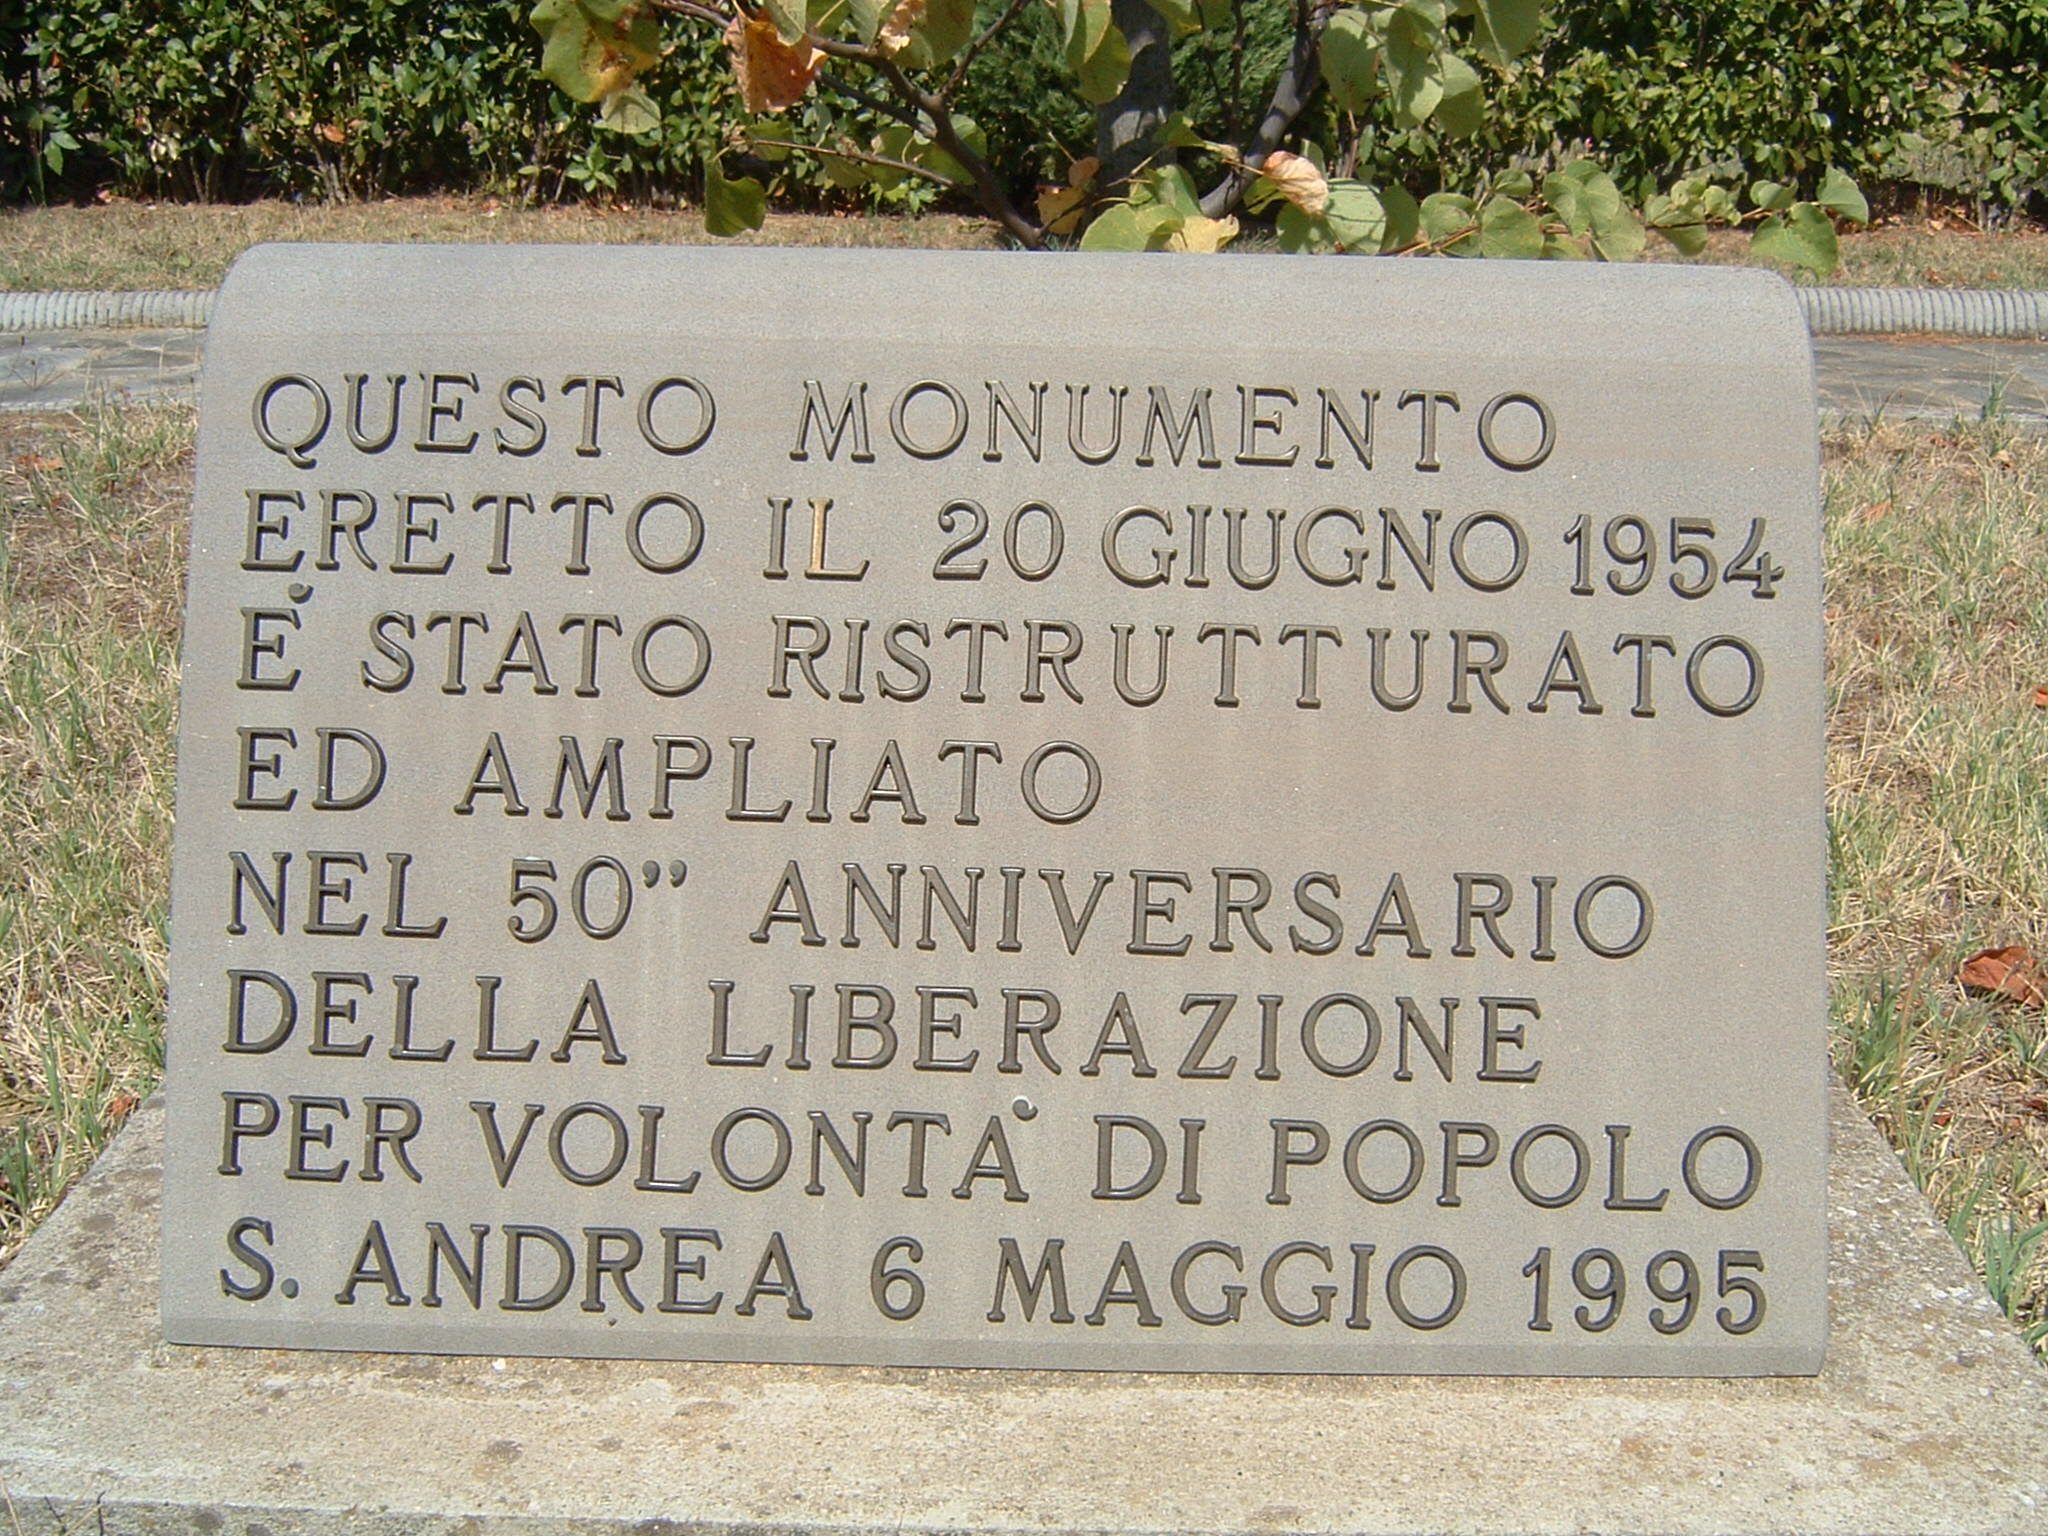 QUESTO MONUMENTO
ERETTO IL 20 GIUGNO 1954
E' STATO RISTRUTTURATO
ED AMPLIATO
NEL 50" ANNIVERSARIO
DELLA LIBERAZIONE
PER VOLONTA' DI POPOLO
S. ANDREA 6 MAGGIO 1995